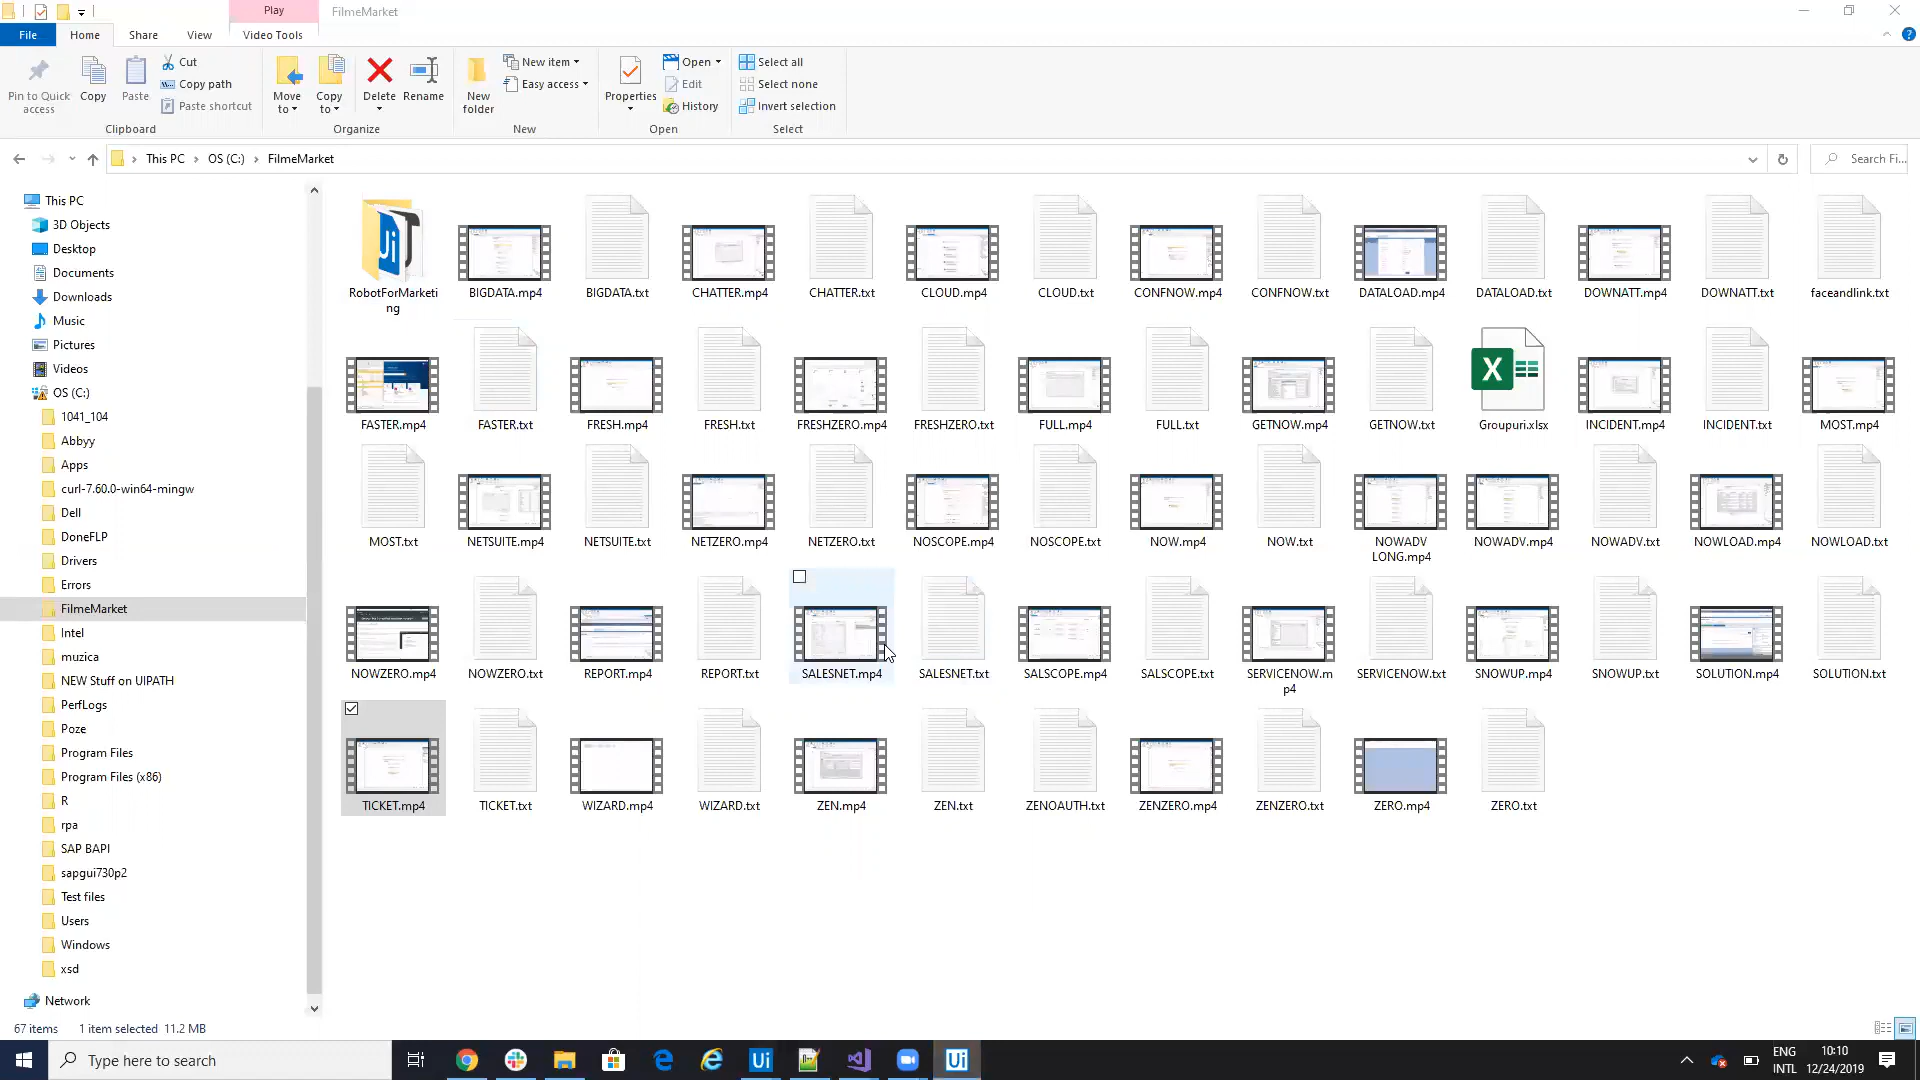 Play
FilmeMarket
File
Home
Share
View
Video Tools
Pin to Quick
access
Copy
Paste
Cut
Copy path
Paste shortcut
Clipboard
Move
to
Copy
to
Delete
Rename
Organize
New
folder
New item
Easy access
New
Properties
Open
Edit
History
Open
Select all
Select none
Invert selection
Select
This PC
OS (C:)
FilmeMarket
Search Fi...
This PC
3D Objects
Desktop
Documents
Downloads
Music
Pictures
Videos
OS (C:)
1041_104
Abbyy
Apps
curl-7.60.0-win64-mingw
Dell
DoneFLP
Drivers
Errors
FilmeMarket
Intel
muzica
NEW Stuff on UIPATH
PerfLogs
Poze
Program Files
Program Files (x86)
R
rpa
SAP BAPI
sapgui730p2
Test files
Users
Windows
xsd
Network
RobotForMarketi
ng
BIGDATA.mp4
BIGDATA.txt
CHATTER.mp4
CHATTER.txt
CLOUD.mp4
CLOUD.txt
CONFNOW.mp4
CONFNOW.txt
DATALOAD.mp4
DATALOAD.txt
DOWNATT.mp4
DOWNATT.txt
faceandlink.txt
FASTER.mp4
FASTER.txt
FRESH.mp4
FRESH.txt
FRESHZERO.mp4
FRESHZERO.txt
FULL.mp4
FULL.txt
GETNOW.mp4
GETNOW.txt
Groupuri.xlsx
INCIDENT.mp4
INCIDENT.txt
MOST.mp4
MOST.txt
NETSUITE.mp4
NETSUITE.txt
NETZERO.mp4
NETZERO.txt
NOSCOPE.mp4
NOSCOPE.txt
NOW.mp4
NOW.txt
NOWADV
LONG.mp4
NOWADV.mp4
NOWADV.txt
NOWLOAD.mp4
NOWLOAD.txt
NOWZERO.mp4
NOWZERO.txt
REPORT.mp4
REPORT.txt
SALESNET.mp4
SALESNET.txt
SALSCOPE.mp4
SALSCOPE.txt
SERVICENOW.m
p4
SERVICENOW.txt
SNOWUP.mp4
SNOWUP.txt
SOLUTION.mp4
SOLUTION.txt
TICKET.mp4
TICKET.txt
WIZARD.mp4
WIZARD.txt
ZEN.mp4
ZEN.txt
ZENOAUTH.txt
ZENZERO.mp4
ZENZERO.txt
ZERO.mp4
ZERO.txt
67 items
1 item selected 11.2 MB
Type here to search
Ui
Ui
ENG
INTL
10:10
12/24/2019